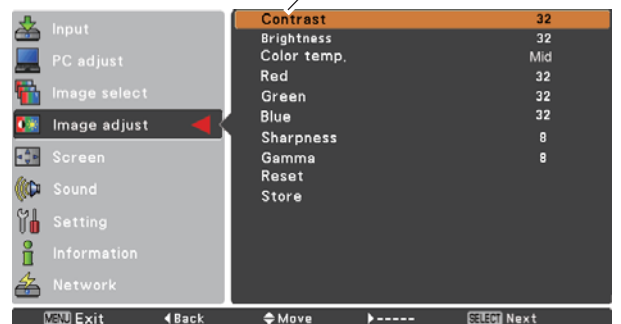 Input
PC adjust
Image select
Image adjust
Screen
Sound
Setting
Information
Network
Contrast 32
Brightness 32
Color temp. Mid
Red 32
Green 32
Blue 32
Sharpness 8
Gamma 8
Reset
Store
MENU Exit ◀Back Move ▶----- SELECT Next